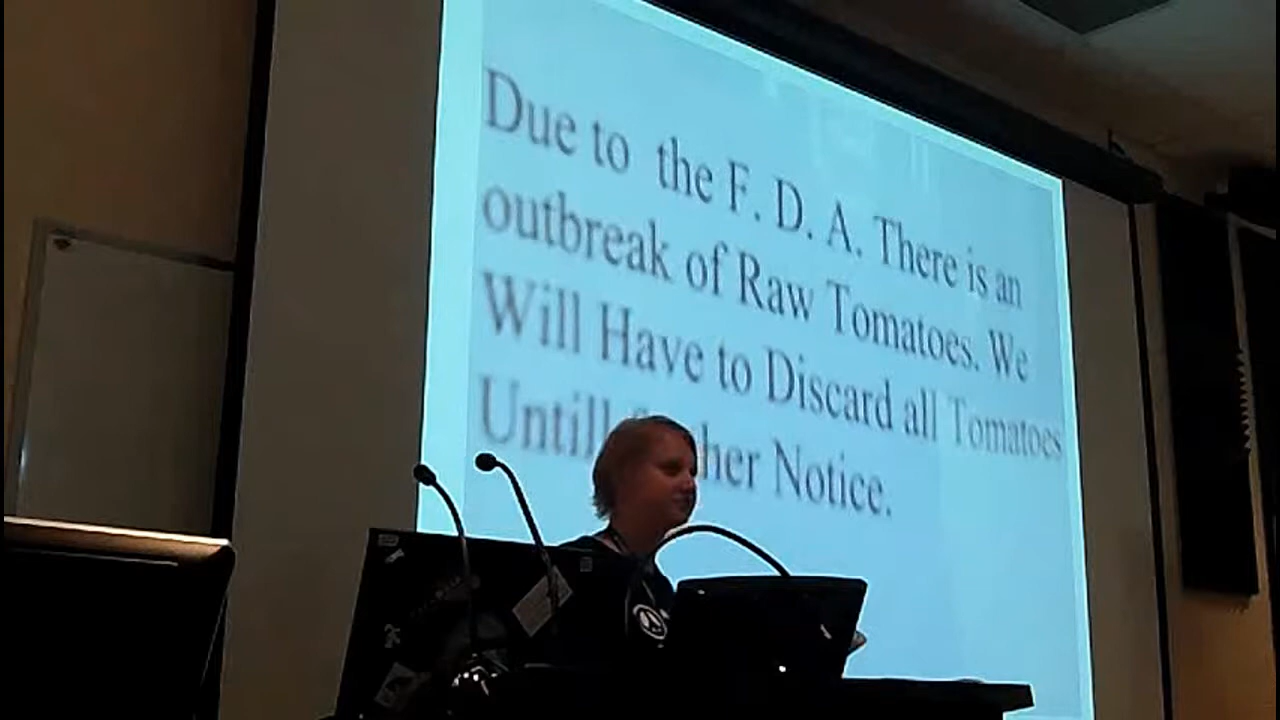 Due to the F. D. A. There is an
outbreak of Raw Tomatoes. We
Will Have to Discard all Tomatoes
Untill her Notice.